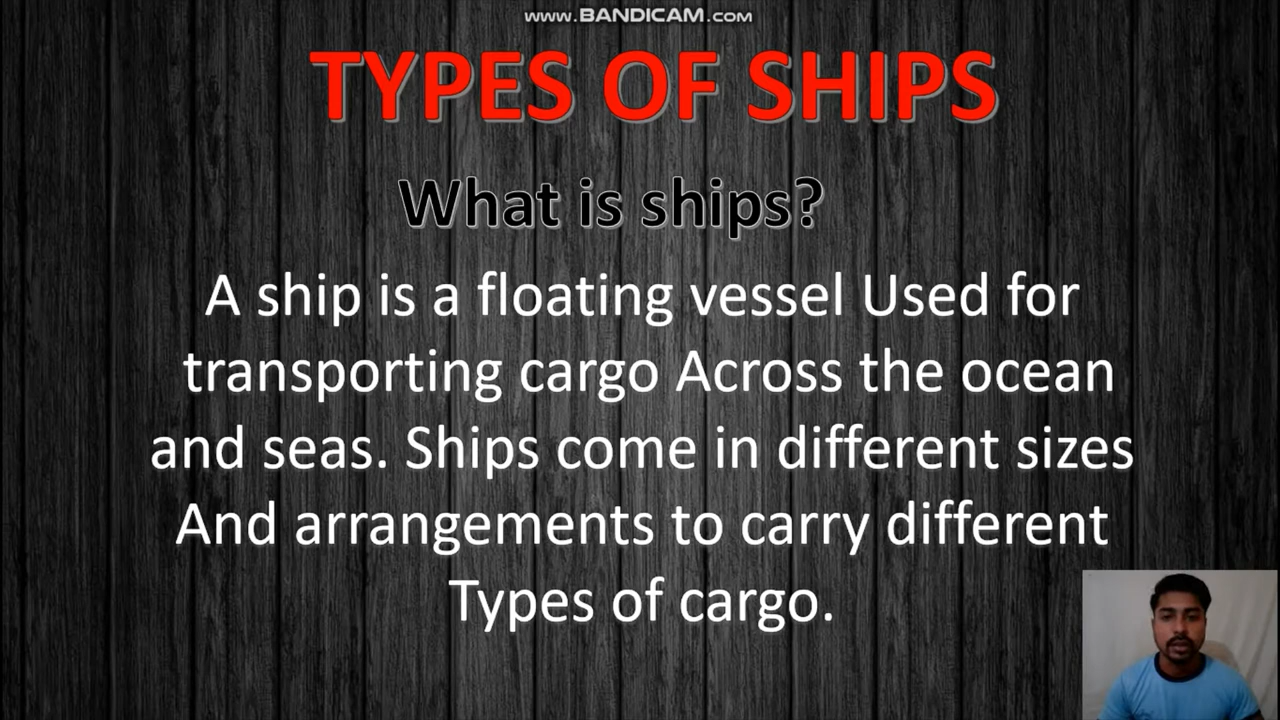 www.BANDICAM.com
TYPES OF SHIPS
What is ships?
A ship is a floating vessel Used for
transporting cargo Across the ocean
and seas. Ships come in different sizes
And arrangements to carry different
Types of cargo.